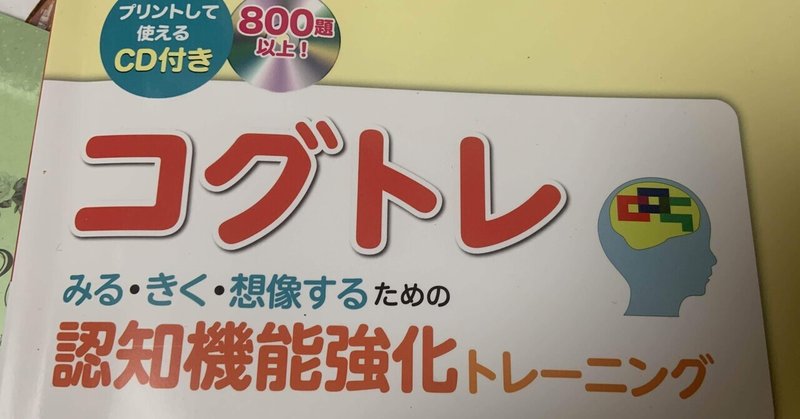 プリントして
使える
CD付き
800題
以上!
コグトレ
みる・きく・想像するための
認知機能強化トレーニング